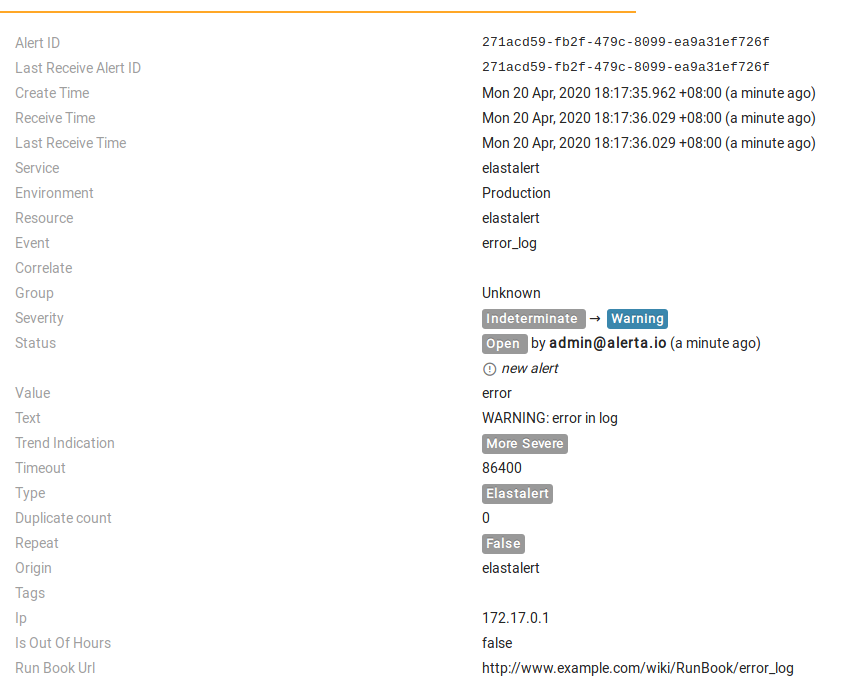 Alert ID 271acd59-fb2f-479c-8099-ea9a31ef726f
Last Receive Alert ID 271acd59-fb2f-479c-8099-ea9a31ef726f
Create Time Mon 20 Apr, 2020 18:17:35.962 +08:00 (a minute ago)
Receive Time Mon 20 Apr, 2020 18:17:36.029 +08:00 (a minute ago)
Last Receive Time Mon 20 Apr, 2020 18:17:36.029 +08:00 (a minute ago)
Service elastalert
Environment Production
Resource elastalert
Event error_log
Correlate
Group Unknown
Severity Indeterminate → Warning
Status Open by admin@alerta.io (a minute ago)
new alert
Value error
Text WARNING: error in log
Trend Indication More Severe
Timeout 86400
Type Elastalert
Duplicate count 0
Repeat False
Origin elastalert
Tags
Ip 172.17.0.1
Is Out Of Hours false
Run Book Url http://www.example.com/wiki/RunBook/error_log